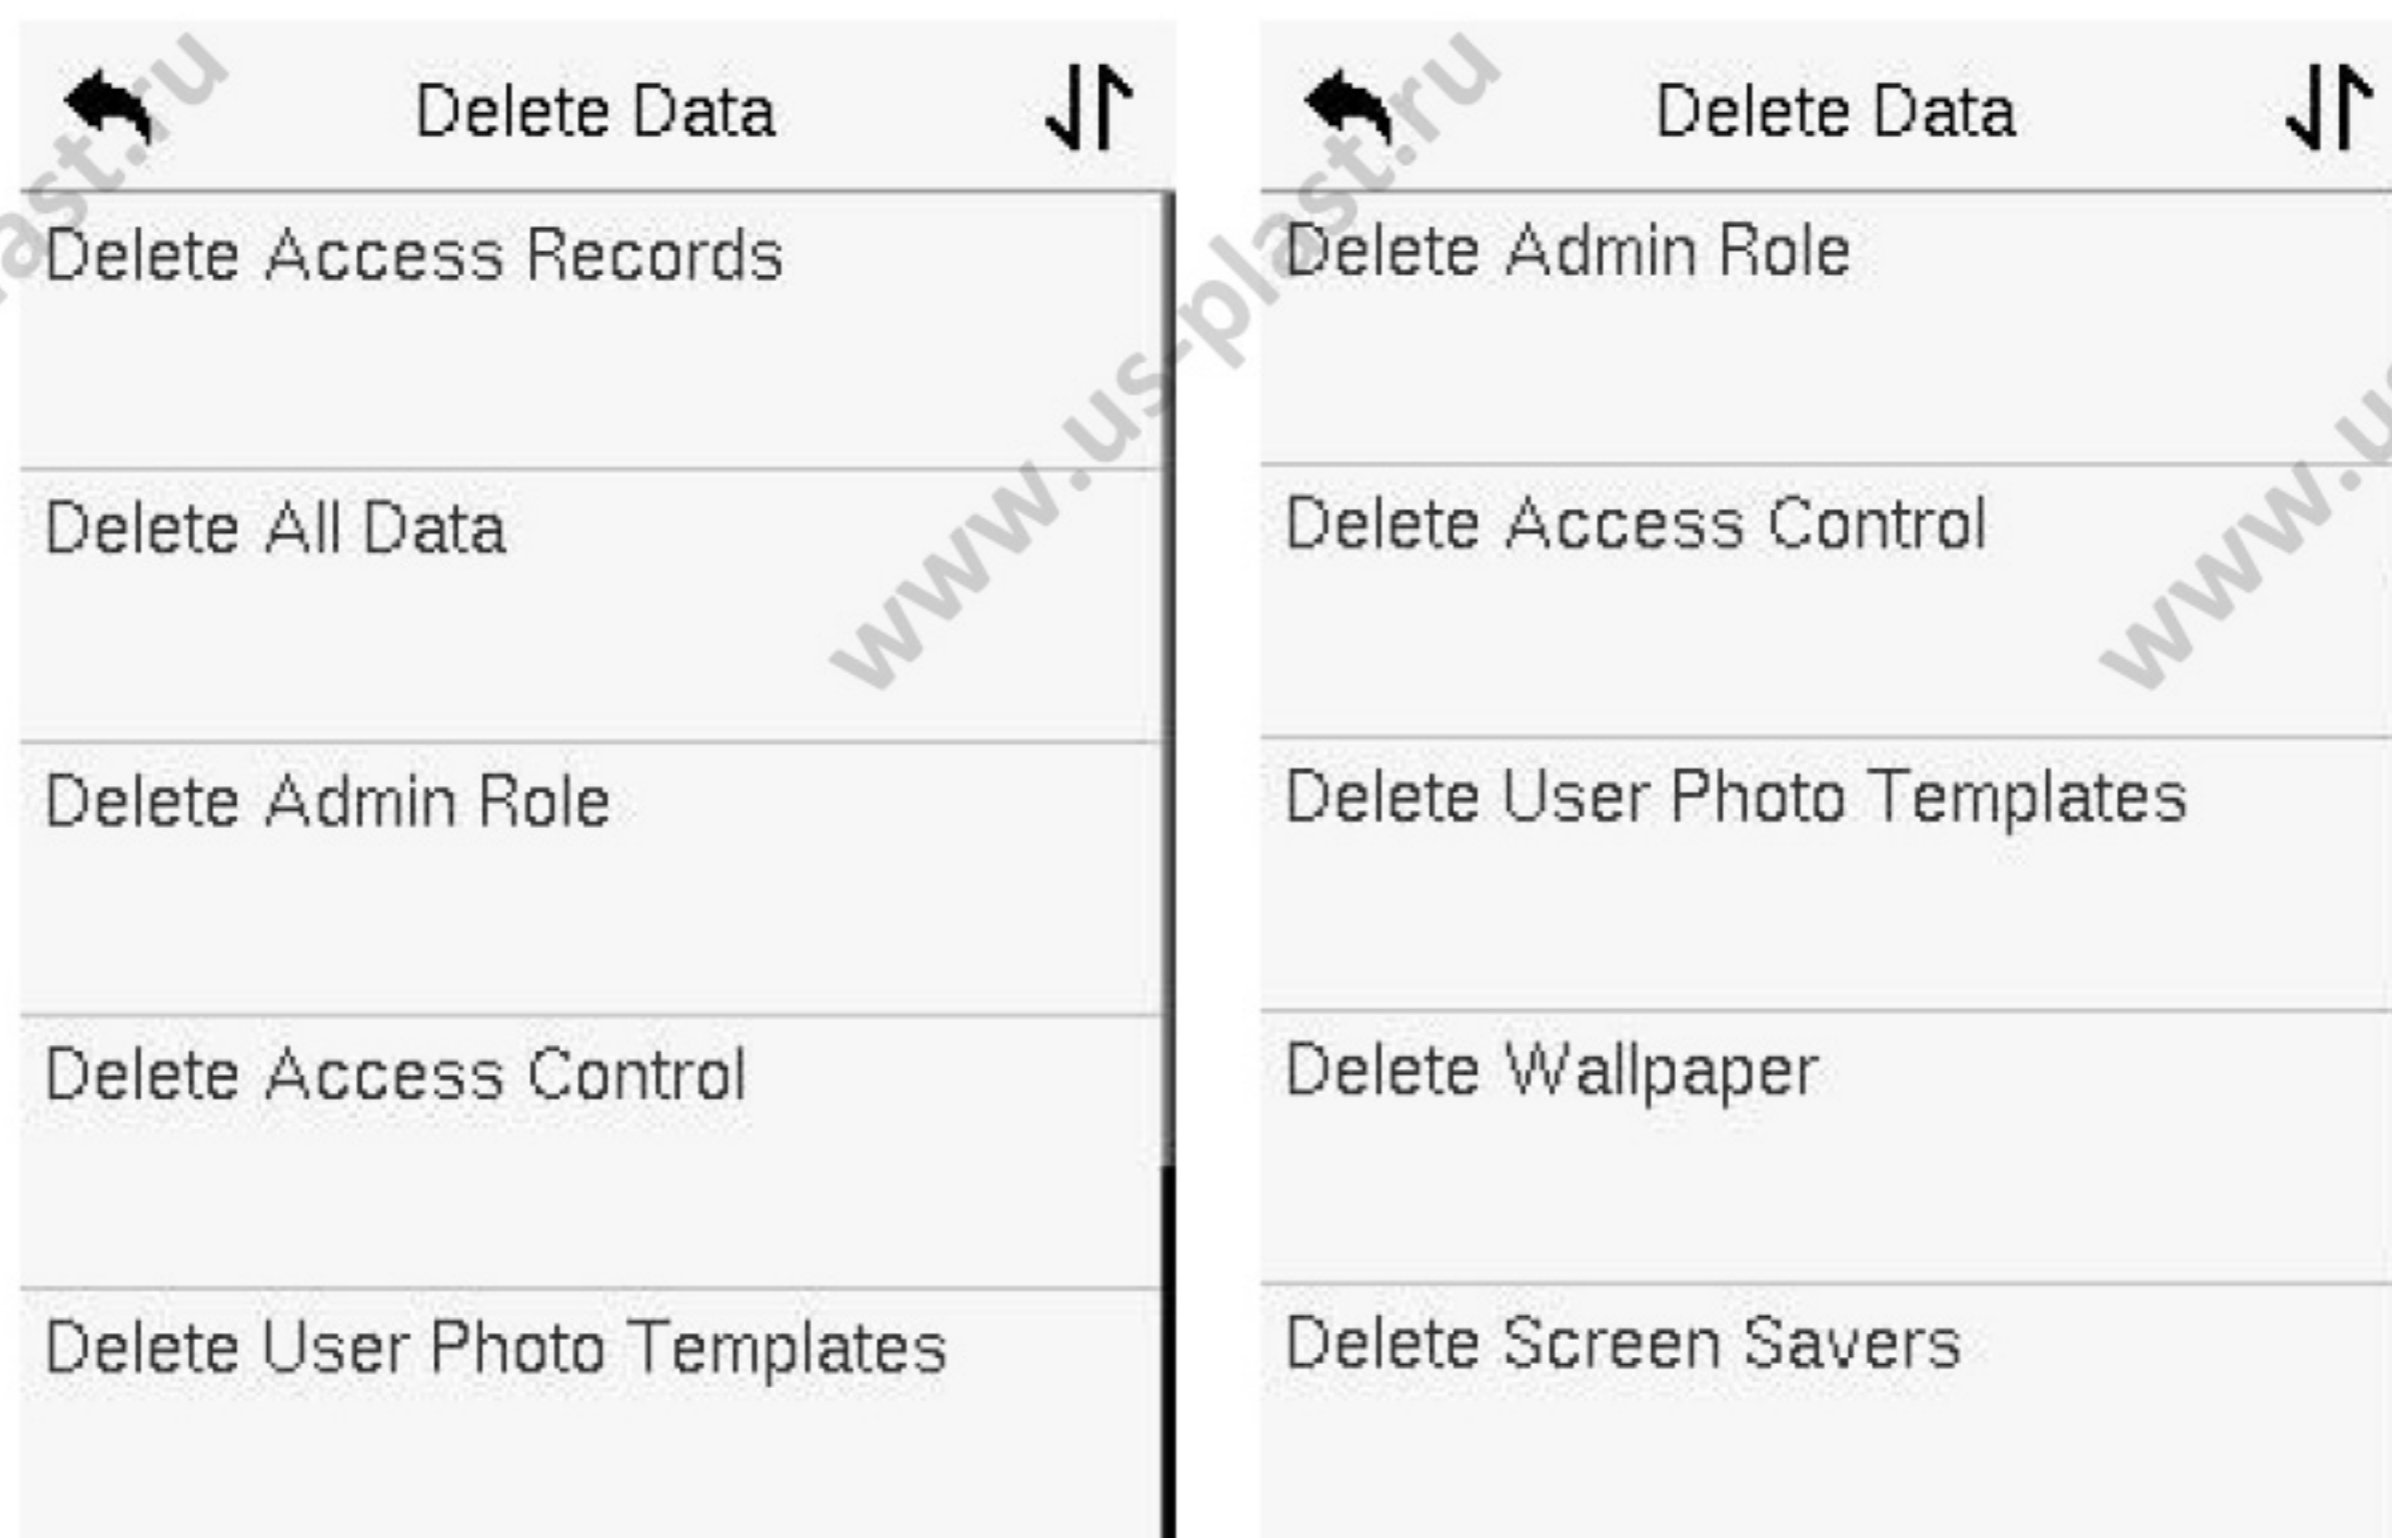 Delete Data
Delete Access Records
Delete All Data
Delete Admin Role
Delete Access Control
Delete User Photo Templates
Delete Data
Delete Admin Role
Delete Access Control
Delete User Photo Templates
Delete Wallpaper
Delete Screen Savers
ast.ru
www.us-plast.ru
www.us